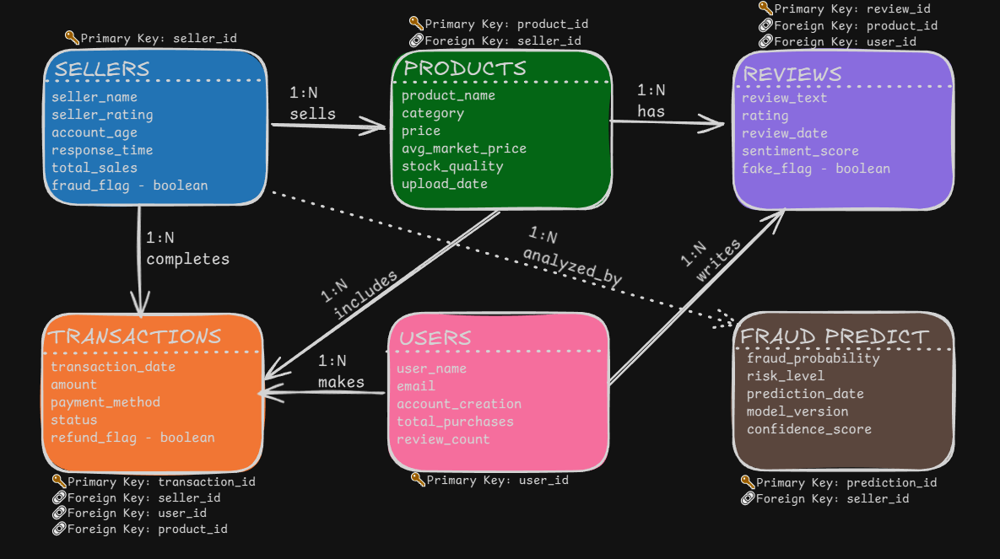 🔑Primary Key: seller_id
SELLERS
seller_name
seller_rating
account_age
response_time
total_sales
fraud_flag - boolean
1:N
sells
🔑Primary Key: product_id
🔗Foreign Key: seller_id
PRODUCTS
product_name
category
price
avg_market_price
stock_quality
upload_date
1:N
has
🔑Primary Key: review_id
🔗Foreign Key: product_id
🔗Foreign Key: user_id
REVIEWS
review_text
rating
review_date
sentiment_score
fake_flag - boolean
1:N
completes
1:N
includes
1:N
analyzed_by
1:N
writes
TRANSACTIONS
transaction_date
amount
payment_method
status
refund_flag - boolean
🔑Primary Key: transaction_id
🔗Foreign Key: seller_id
🔗Foreign Key: user_id
🔗Foreign Key: product_id
1:N
makes
USERS
user_name
email
account_creation
total_purchases
review_count
🔑Primary Key: user_id
FRAUD PREDICT
fraud_probability
risk_level
prediction_date
model_version
confidence_score
🔑Primary Key: prediction_id
🔗Foreign Key: seller_id